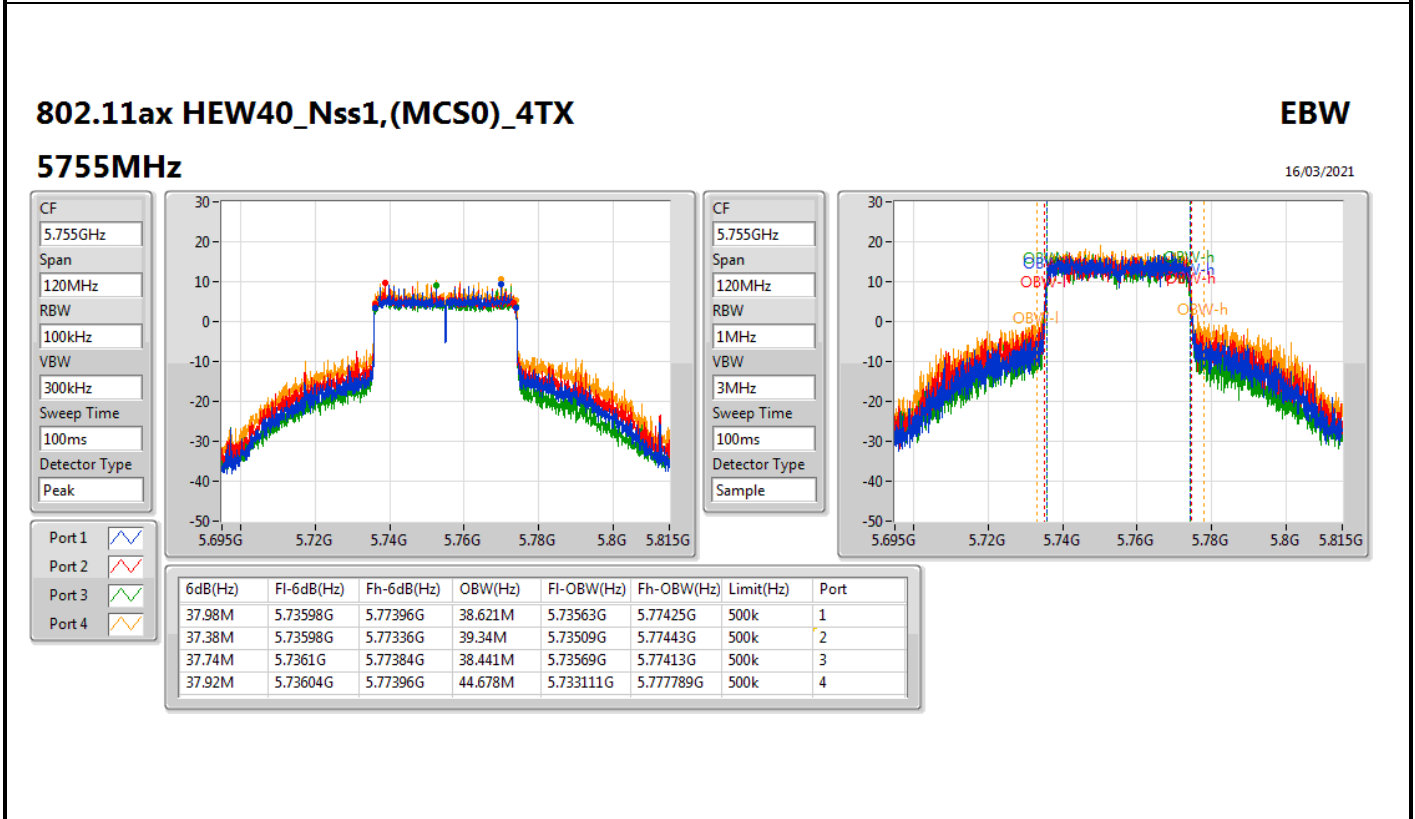 802.11ax HEW40_Nss1,(MCS0)_4TX
EBW
5755MHz
16/03/2021
CF
5.755GHz
Span
120MHz
RBW
100kHz
VBW
300kHz
Sweep Time
100ms
Detector Type
Peak
30
20
10
0
-10
-20
-30
-40
-50
5.695G 5.72G 5.74G 5.76G 5.78G 5.8G 5.815G
CF
5.755GHz
Span
120MHz
RBW
1MHz
VBW
3MHz
Sweep Time
100ms
Detector Type
Sample
30
20
10
0
-10
-20
-30
-40
-50
OBW-l
OBW-h
OBW-l
OBW-h
5.695G 5.72G 5.74G 5.76G 5.78G 5.8G 5.815G
Port 1
Port 2
Port 3
Port 4
6dB(Hz) Fl-6dB(Hz) Fh-6dB(Hz) OBW(Hz) Fl-OBW(Hz) Fh-OBW(Hz) Limit(Hz) Port
37.98M 5.73598G 5.77396G 38.621M 5.73563G 5.77425G 500k 1
37.38M 5.73598G 5.77336G 39.34M 5.73509G 5.77443G 500k 2
37.74M 5.7361G 5.77384G 38.441M 5.73569G 5.77413G 500k 3
37.92M 5.73604G 5.77396G 44.678M 5.733111G 5.777789G 500k 4